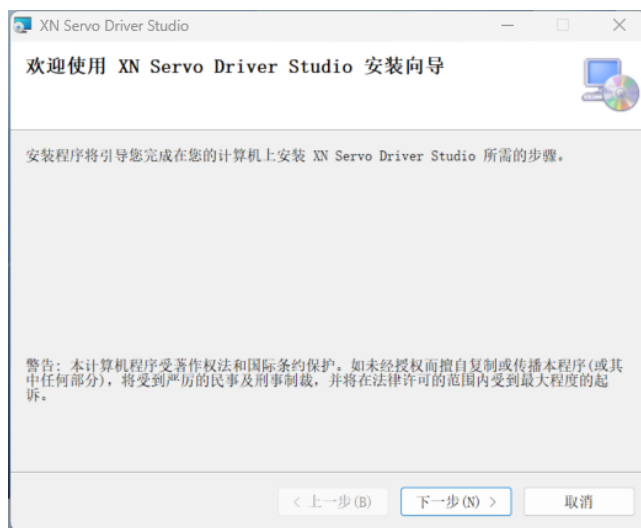 XN Servo Driver Studio
欢迎使用 XN Servo Driver Studio 安装向导
安装程序将引导您完成在您的计算机上安装 XN Servo Driver Studio 所需的步骤。
警告: 本计算机程序受著作权法和国际条约保护。如未经授权而擅自复制或传播本程序(或其
中任何部分)，将受到严厉的民事及刑事制裁，并将在法律许可的范围内受到最大程度的起
诉。
< 上一步(B) 下一步(N) > 取消